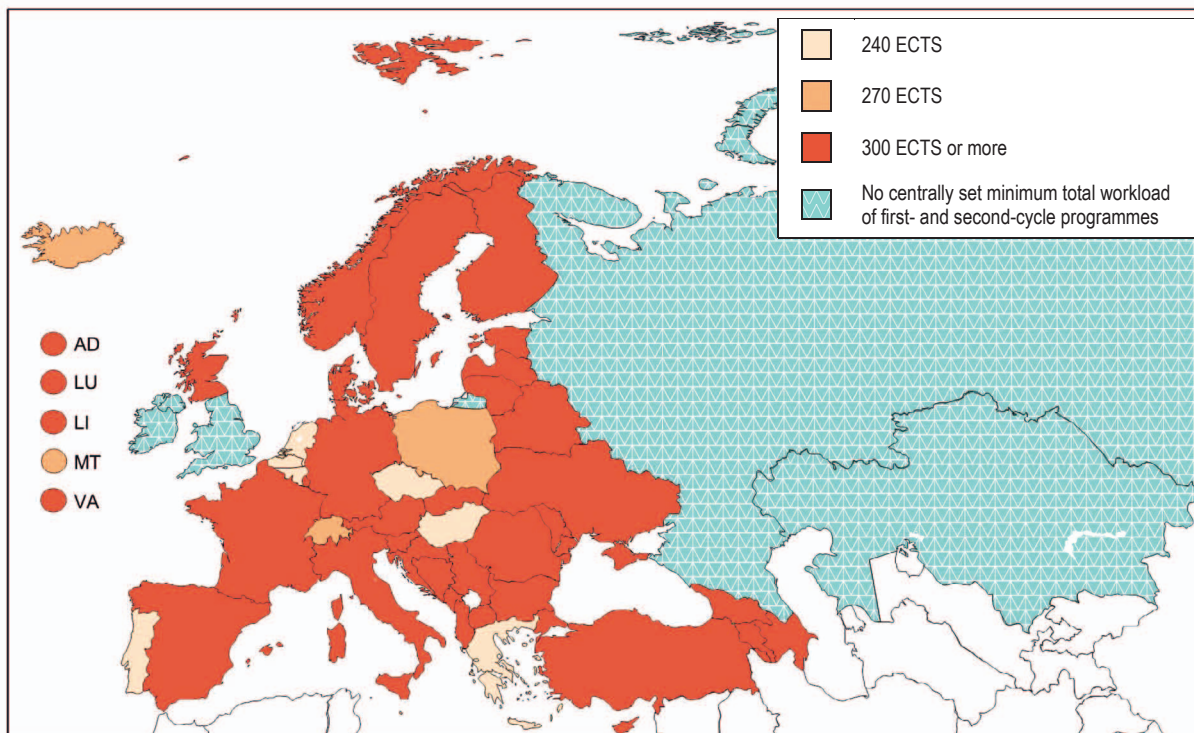 240 ECTS
270 ECTS
300 ECTS or more
No centrally set minimum total workload
of first- and second-cycle programmes
AD
LU
LI
MT
VA